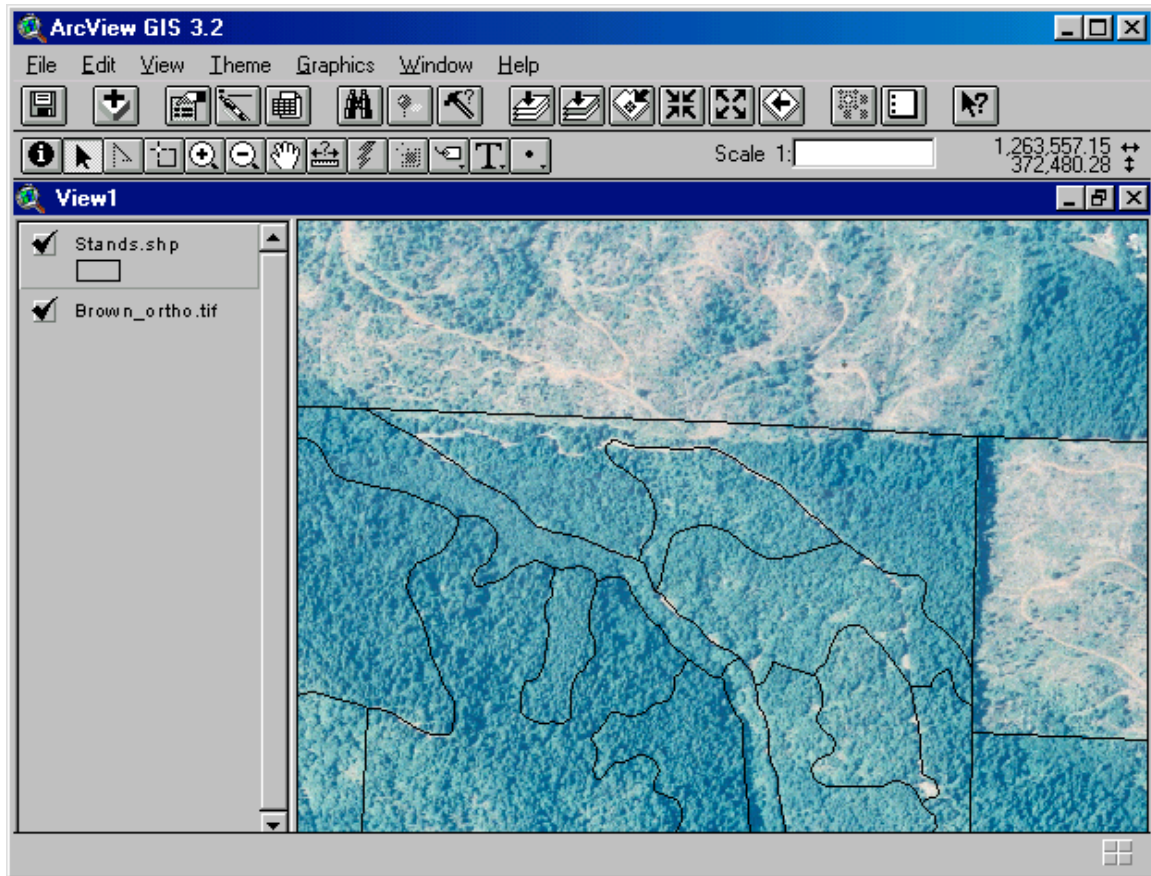 ArcView GIS 3.2
File Edit View Theme Graphics Window Help
T
Scale 1: 1,263,557.15
372,480.28
View1
Stands.shp
Brown_ortho.tif